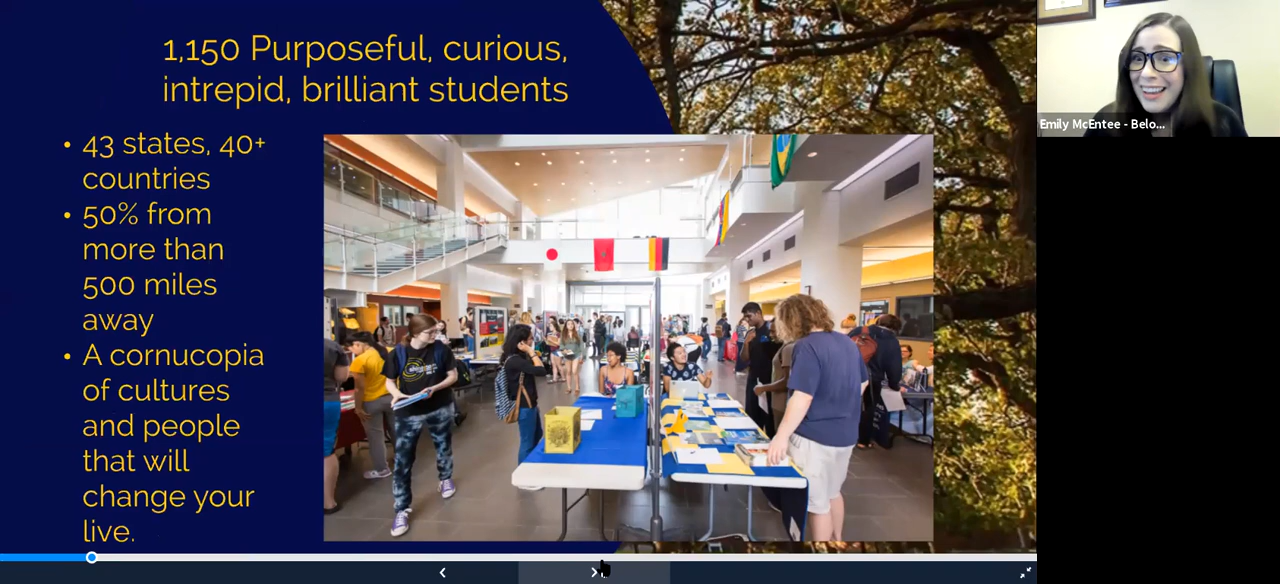 1,150 Purposeful, curious,
intrepid, brilliant students
• 43 states, 40+
countries
• 50% from
more than
500 miles
away
• A cornucopia
of cultures
and people
that will
change your
live.
Emily McEntee - Belo...